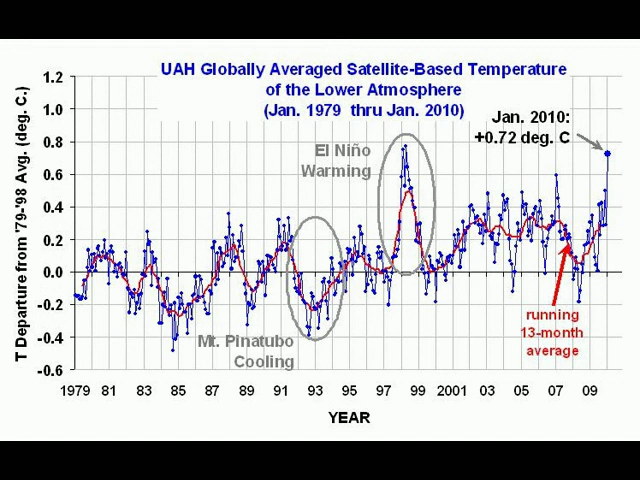 UAH Globally Averaged Satellite-Based Temperature
of the Lower Atmosphere
(Jan. 1979 thru Jan. 2010)
T Departure from '79-'98 Avg. (deg. C.)
1.2
1.0
0.8
0.6
0.4
0.2
0.0
-0.2
-0.4
-0.6
Jan. 2010:
+0.72 deg. C
El Niño
Warming
Mt. Pinatubo
Cooling
running
13-month
average
1979 81 83 85 87 89 91 93 95 97 99 2001 03 05 07 09
YEAR